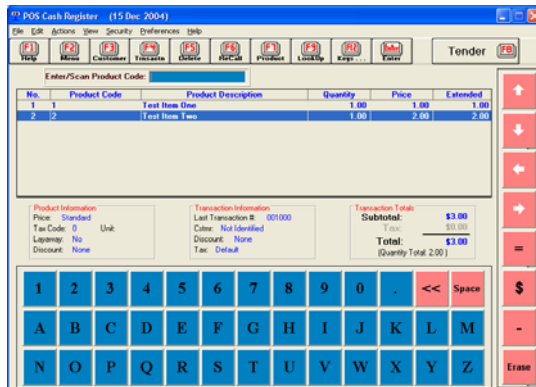 POS Cash Register (15 Dec 2004)
File Edit Actions View Security Preferences Help
F1 Help F2 Menu F3 Customer F4 Transactn F5 Delete F6 ReCall F7 Product F9 LookUp Keys... Enter Tender F8
Enter/Scan Product Code:
No. Product Code Product Description Quantity Price Extended
1 1 Test Item One 1.00 1.00 1.00
2 2 Test Item Two 1.00 2.00 2.00
Product Information Transaction Information Transaction Totals
Price: Standard Last Transaction #: 001000 Subtotal: $3.00
Tax Code: 0 Unit: Cstmr: Not Identified Tax: $0.00
Layaway: No Discount: None Total: $3.00
Discount: None Tax: Default (Quantity Total: 2.00 )
=
1 2 3 4 5 6 7 8 9 0 . << Space $
A B C D E F G H I J K L M -
N O P Q R S T U V W X Y Z Erase